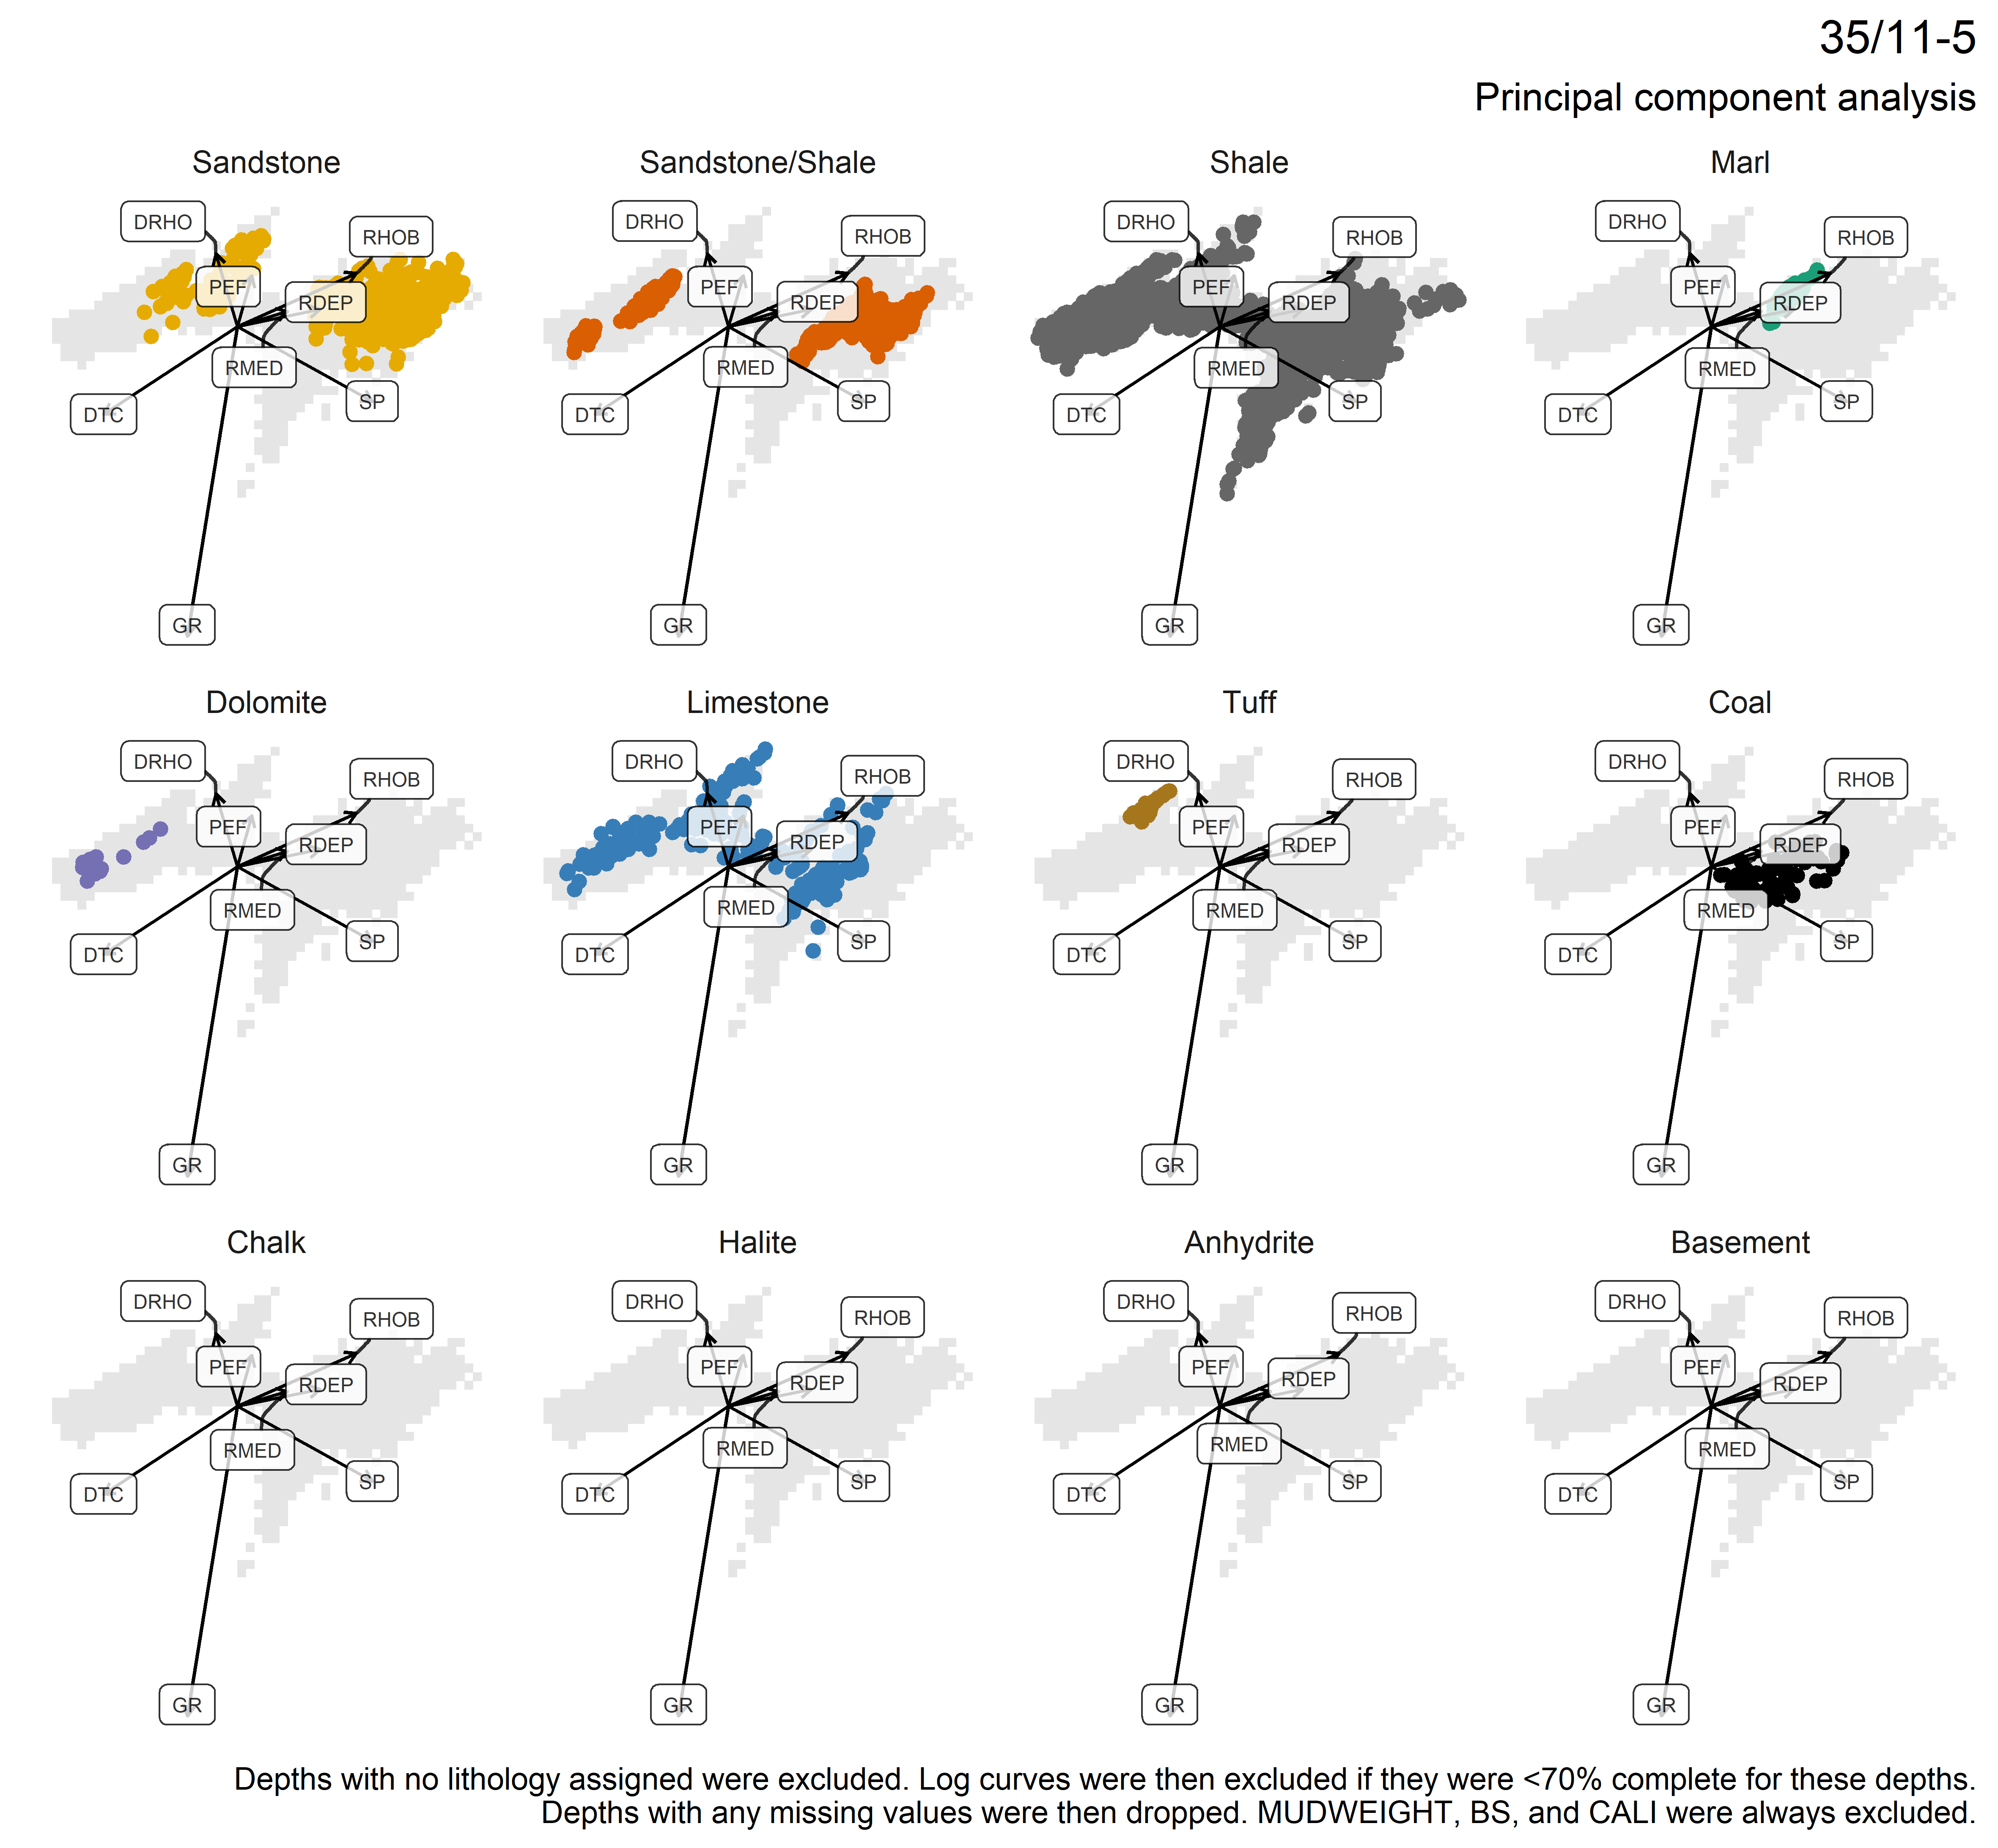 35/11-5
Principal component analysis
Sandstone
DRHO
RHOB
PEF
RDEP
RMED
DTC
SP
GR
Sandstone/Shale
DRHO
RHOB
PEF
RDEP
RMED
DTC
SP
GR
Shale
DRHO
RHOB
PEF
RDEP
RMED
DTC
SP
GR
Marl
DRHO
RHOB
PEF
RDEP
RMED
DTC
SP
GR
Dolomite
DRHO
RHOB
PEF
RDEP
RMED
DTC
SP
GR
Limestone
DRHO
RHOB
PEF
RDEP
RMED
DTC
SP
GR
Tuff
DRHO
RHOB
PEF
RDEP
RMED
DTC
SP
GR
Coal
DRHO
RHOB
PEF
RDEP
RMED
DTC
SP
GR
Chalk
DRHO
RHOB
PEF
RDEP
RMED
DTC
SP
GR
Halite
DRHO
RHOB
PEF
RDEP
RMED
DTC
SP
GR
Anhydrite
DRHO
RHOB
PEF
RDEP
RMED
DTC
SP
GR
Basement
DRHO
RHOB
PEF
RDEP
RMED
DTC
SP
GR
Depths with no lithology assigned were excluded. Log curves were then excluded if they were <70% complete for these depths.
Depths with any missing values were then dropped. MUDWEIGHT, BS, and CALI were always excluded.